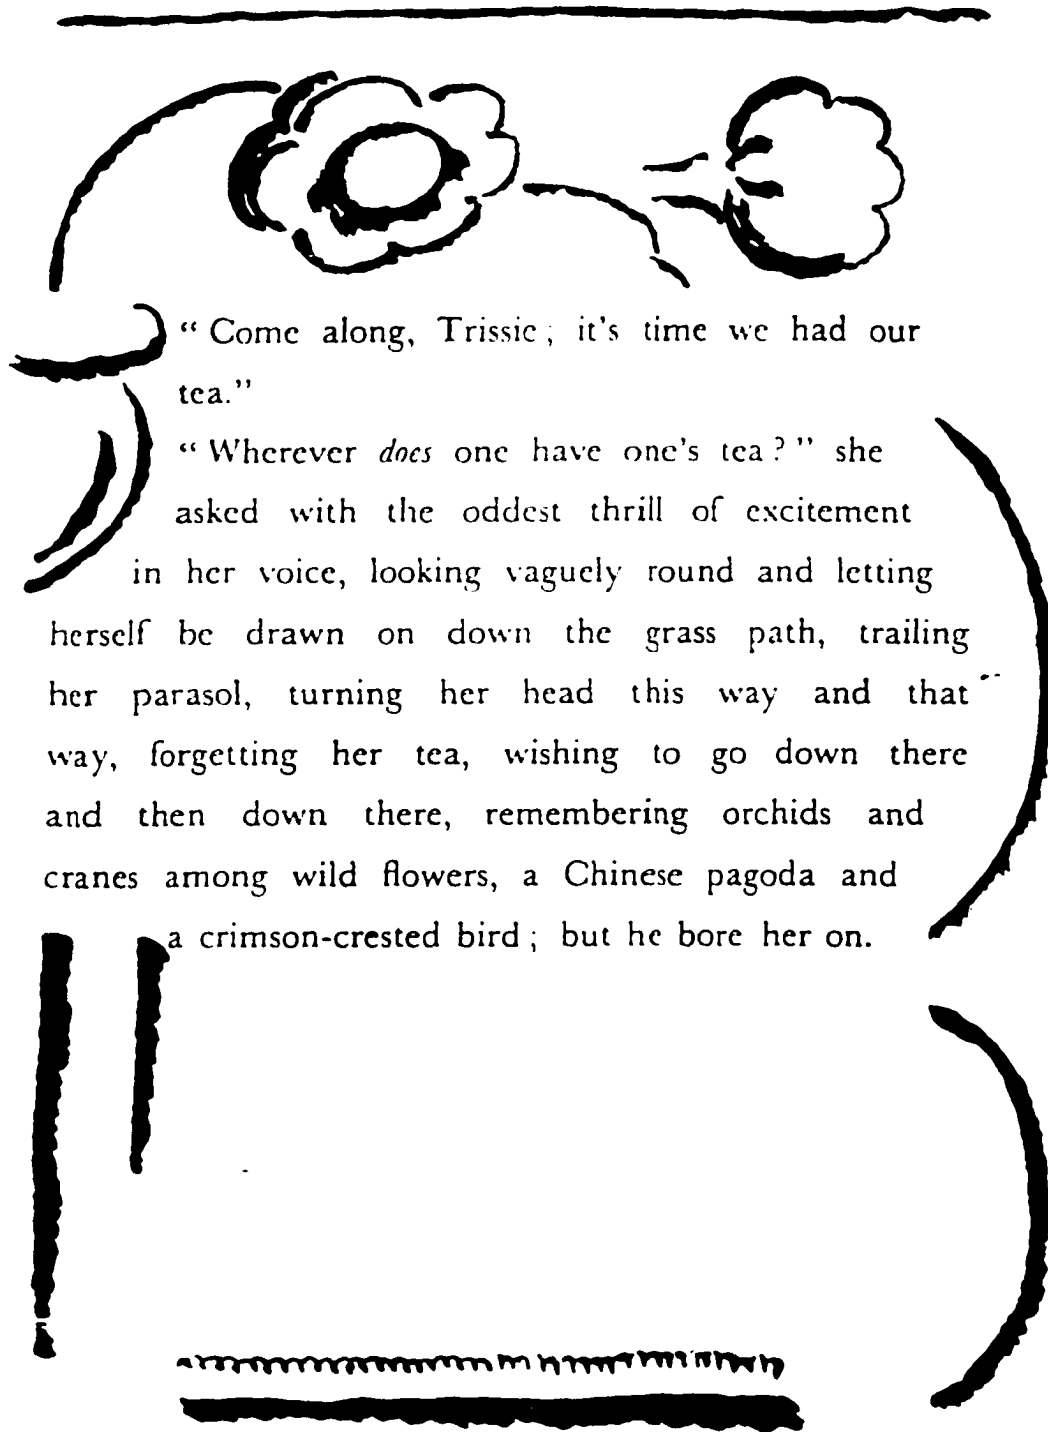 “ Come along, Trissie ; it's time we had our
tea.”
“ Wherever does one have one's tea ? ” she
asked with the oddest thrill of excitement
in her voice, looking vaguely round and letting
herself be drawn on down the grass path, trailing
her parasol, turning her head this way and that
way, forgetting her tea, wishing to go down there
and then down there, remembering orchids and
cranes among wild flowers, a Chinese pagoda and
a crimson-crested bird ; but he bore her on.